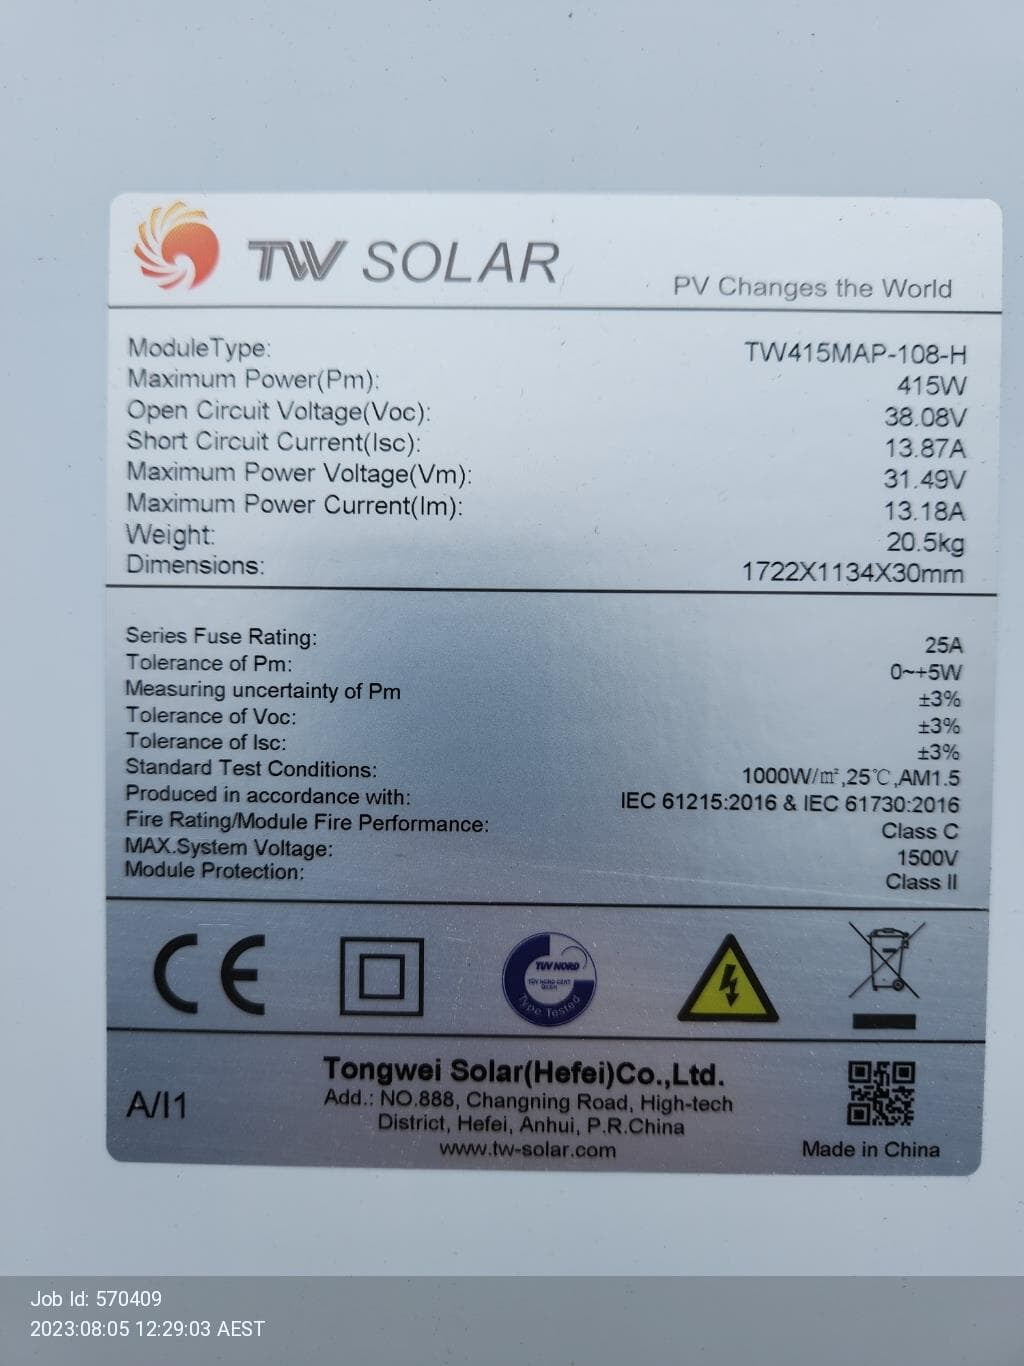 TW SOLAR
PV Changes the World
ModuleType: TW415MAP-108-H
Maximum Power(Pm): 415W
Open Circuit Voltage(Voc): 38.08V
Short Circuit Current(Isc): 13.87A
Maximum Power Voltage(Vm): 31.49V
Maximum Power Current(Im): 13.18A
Weight: 20.5kg
Dimensions: 1722X1134X30mm
Series Fuse Rating: 25A
Tolerance of Pm: 0~+5W
Measuring uncertainty of Pm ±3%
Tolerance of Voc: ±3%
Tolerance of Isc: ±3%
Standard Test Conditions: 1000W/㎡,25℃,AM1.5
Produced in accordance with: IEC 61215:2016 & IEC 61730:2016
Fire Rating/Module Fire Performance: Class C
MAX.System Voltage: 1500V
Module Protection: Class II
CE
TUV NORD
Type Tested
Tongwei Solar(Hefei)Co.,Ltd.
Add.: NO.888, Changning Road, High-tech
District, Hefei, Anhui, P.R.China
www.tw-solar.com
A/I1
Made in China
Job Id: 570409
2023:08:05 12:29:03 AEST